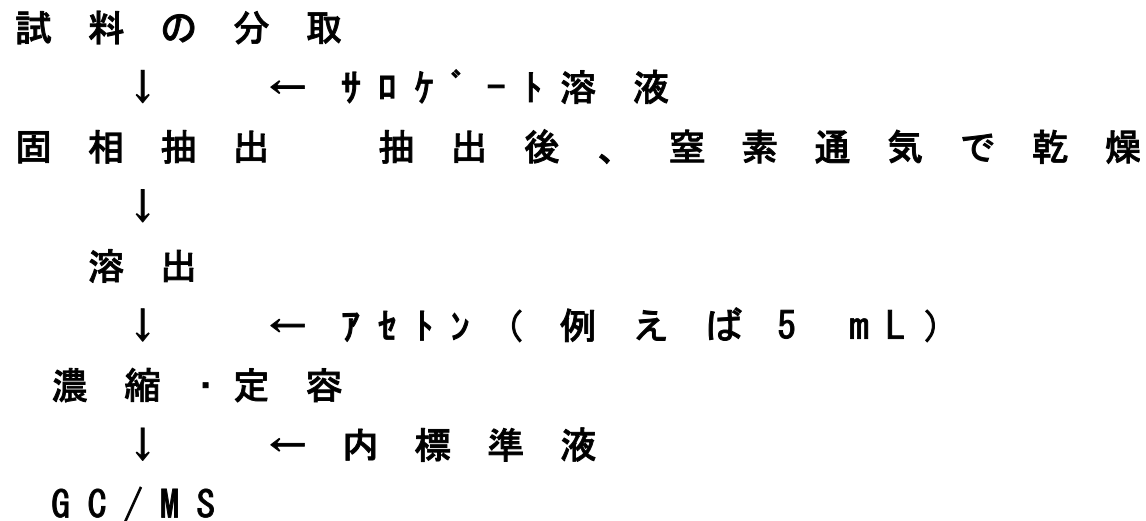 試料の分取
↓ ← サロゲート溶液
固相抽出 抽出後、窒素通気で乾燥
↓
溶出
↓ ← アセトン(例えば5 mL)
濃縮・定容
↓ ← 内標準液
GC/MS